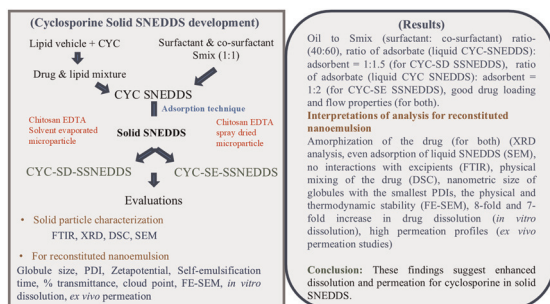 (Cyclosporine Solid SNEDDS development)
Lipid vehicle + CYC
Surfactant & co-surfactant
Smix (1:1)
Drug & lipid mixture
CYC SNEDDS
Adsorption technique
Chitosan EDTA
Solvent evaporated
microparticle
Solid SNEDDS
Chitosan EDTA
spray dried
microparticle
CYC-SD-SSNEDDS
CYC-SE-SSNEDDS
Evaluations
• Solid particle characterization
FTIR, XRD, DSC, SEM
• For reconstituted nanoemulsion
Globule size, PDI, Zetapotential, Self-emulsification
time, % transmittance, cloud point, FE-SEM, in vitro
dissolution, ex vivo permeation
(Results)
Oil to Smix (surfactant: co-surfactant) ratio-
(40:60), ratio of adsorbate (liquid CYC-SNEDDS):
adsorbent = 1:1.5 (for CYC-SD SSNEDDS), ratio
of adsorbate (liquid CYC SNEDDS): adsorbent =
1:2 (for CYC-SE SSNEDDS), good drug loading
and flow properties (for both).
Interpretations of analysis for reconstituted
nanoemulsion
Amorphization of the drug (for both) (XRD
analysis, even adsorption of liquid SNEDDS (SEM),
no interactions with excipients (FTIR), physical
mixing of the drug (DSC), nanometric size of
globules with the smallest PDIs, the physical and
thermodynamic stability (FE-SEM), 8-fold and 7-
fold increase in drug dissolution (in vitro
dissolution), high permeation profiles (ex vivo
permeation studies)
Conclusion: These findings suggest enhanced
dissolution and permeation for cyclosporine in
solid SNEDDS.